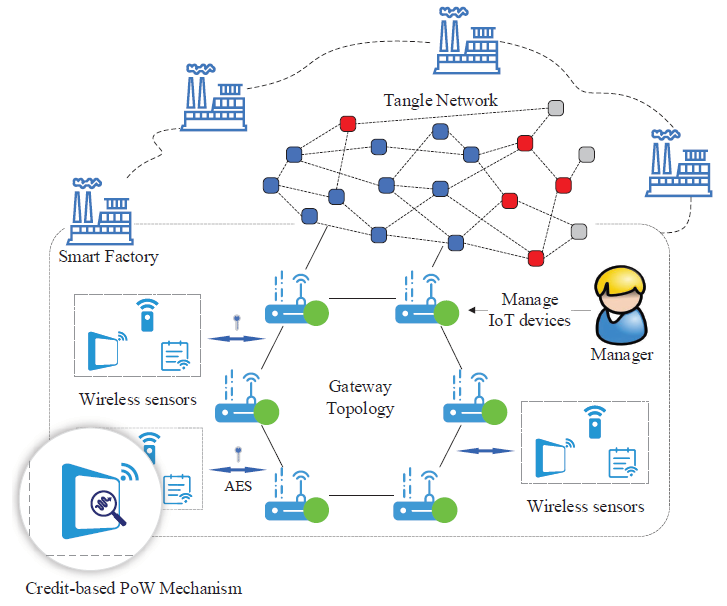 Tangle Network
Smart Factory
Manage
IoT devices
Manager
Wireless sensors
Gateway
Topology
AES
Wireless sensors
Credit-based PoW Mechanism